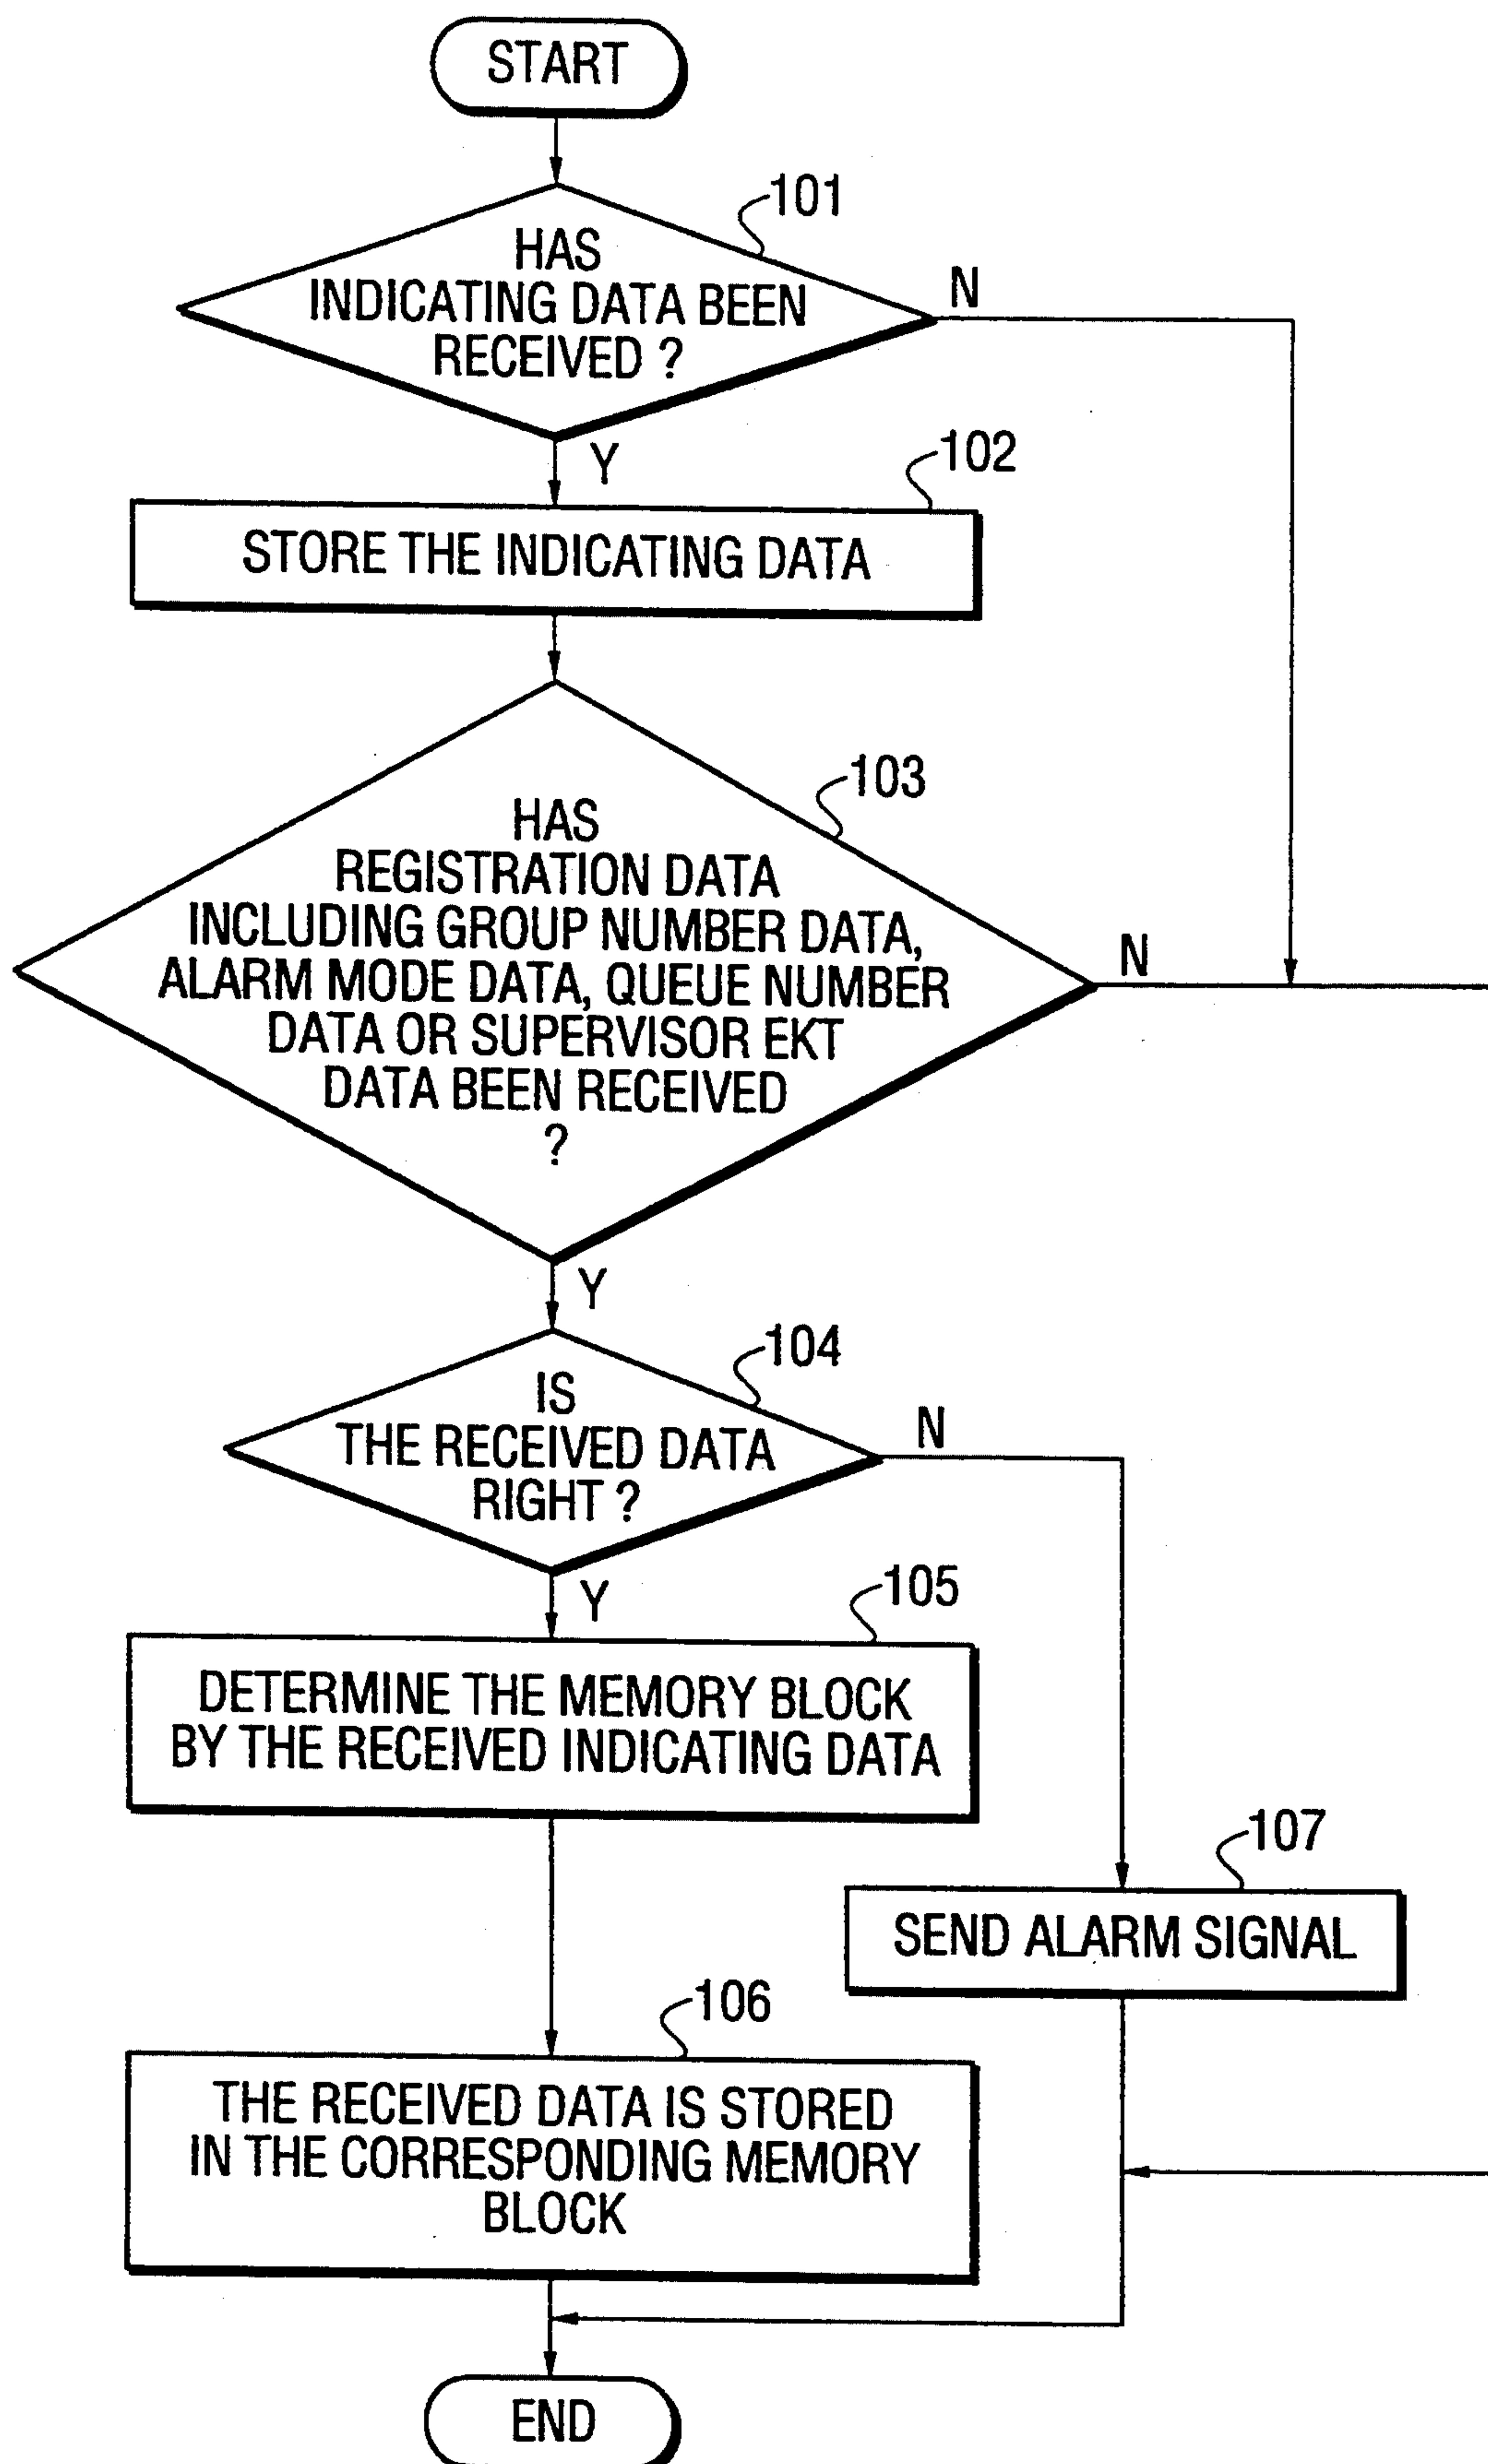 START
101
HAS
INDICATING DATA BEEN
RECEIVED ?
N
Y
102
STORE THE INDICATING DATA
103
HAS
REGISTRATION DATA
INCLUDING GROUP NUMBER DATA,
ALARM MODE DATA, QUEUE NUMBER
DATA OR SUPERVISOR EKT
DATA BEEN RECEIVED
?
N
Y
104
IS
THE RECEIVED DATA
RIGHT ?
N
Y
105
DETERMINE THE MEMORY BLOCK
BY THE RECEIVED INDICATING DATA
107
SEND ALARM SIGNAL
106
THE RECEIVED DATA IS STORED
IN THE CORRESPONDING MEMORY
BLOCK
END